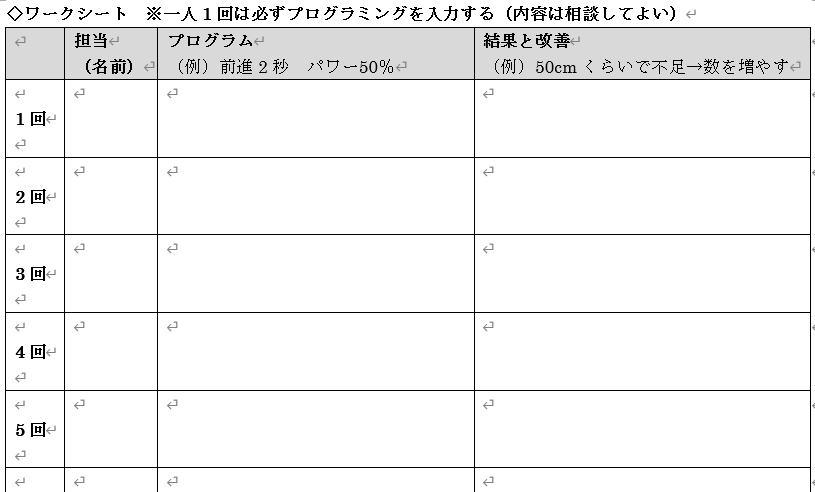 ◇ワークシート　※一人1回は必ずプログラミングを入力する（内容は相談してよい）
担当
（名前）
プログラム
（例）前進2秒　パワー50%
結果と改善
（例）50cmくらいで不足→数を増やす
1回
2回
3回
4回
5回